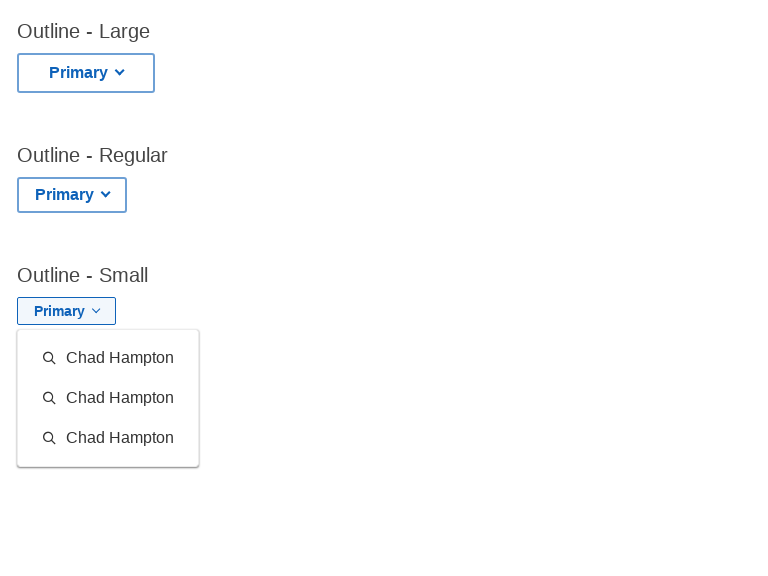 Outline - Large
Primary
Outline - Regular
Primary
Outline - Small
Primary
Chad Hampton
Chad Hampton
Chad Hampton